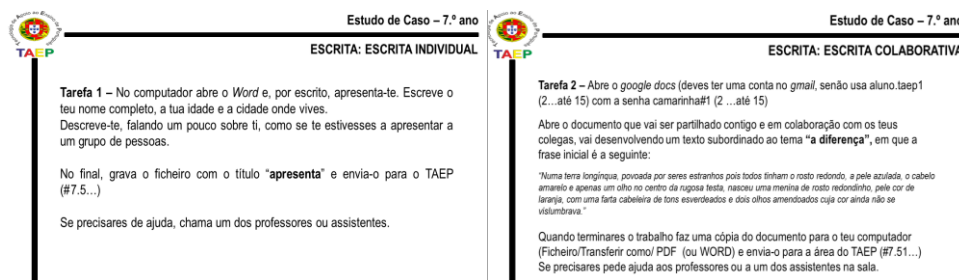 Estudo de Caso – 7.º ano
TAEP
ESCRITA: ESCRITA INDIVIDUAL
Tarefa 1 – No computador abre o Word e, por escrito, apresenta-te. Escreve o
teu nome completo, a tua idade e a cidade onde vives.
Descreve-te, falando um pouco sobre ti, como se te estivesses a apresentar a
um grupo de pessoas.
No final, grava o ficheiro com o título “apresenta” e envia-o para o TAEP
(#7.5…)
Se precisares de ajuda, chama um dos professores ou assistentes.
Estudo de Caso – 7.º ano
TAEP
ESCRITA: ESCRITA COLABORATIVA
Tarefa 2 – Abre o google docs (deves ter uma conta no gmail, senão usa aluno.taep1
(2…até 15) com a senha camarinha#1 (2 …até 15)
Abre o documento que vai ser partilhado contigo e em colaboração com os teus
colegas, vai desenvolvendo um texto subordinado ao tema “a diferença”, em que a
frase inicial é a seguinte:
“Numa terra longínqua, povoada por seres estranhos pois todos tinham o rosto redondo, a pele azulada, o cabelo
amarelo e apenas um olho no centro da rugosa testa, nasceu uma menina de rosto redondinho, pele cor de
laranja, com uma farta cabeleira de tons esverdeados e dois olhos amendoados cuja cor ainda não se
vislumbrava.”
Quando terminares o trabalho faz uma cópia do documento para o teu computador
(Ficheiro/Transferir como/ PDF (ou WORD) e envia-o para a área do TAEP (#7.51…)
Se precisares pede ajuda aos professores ou a um dos assistentes na sala.